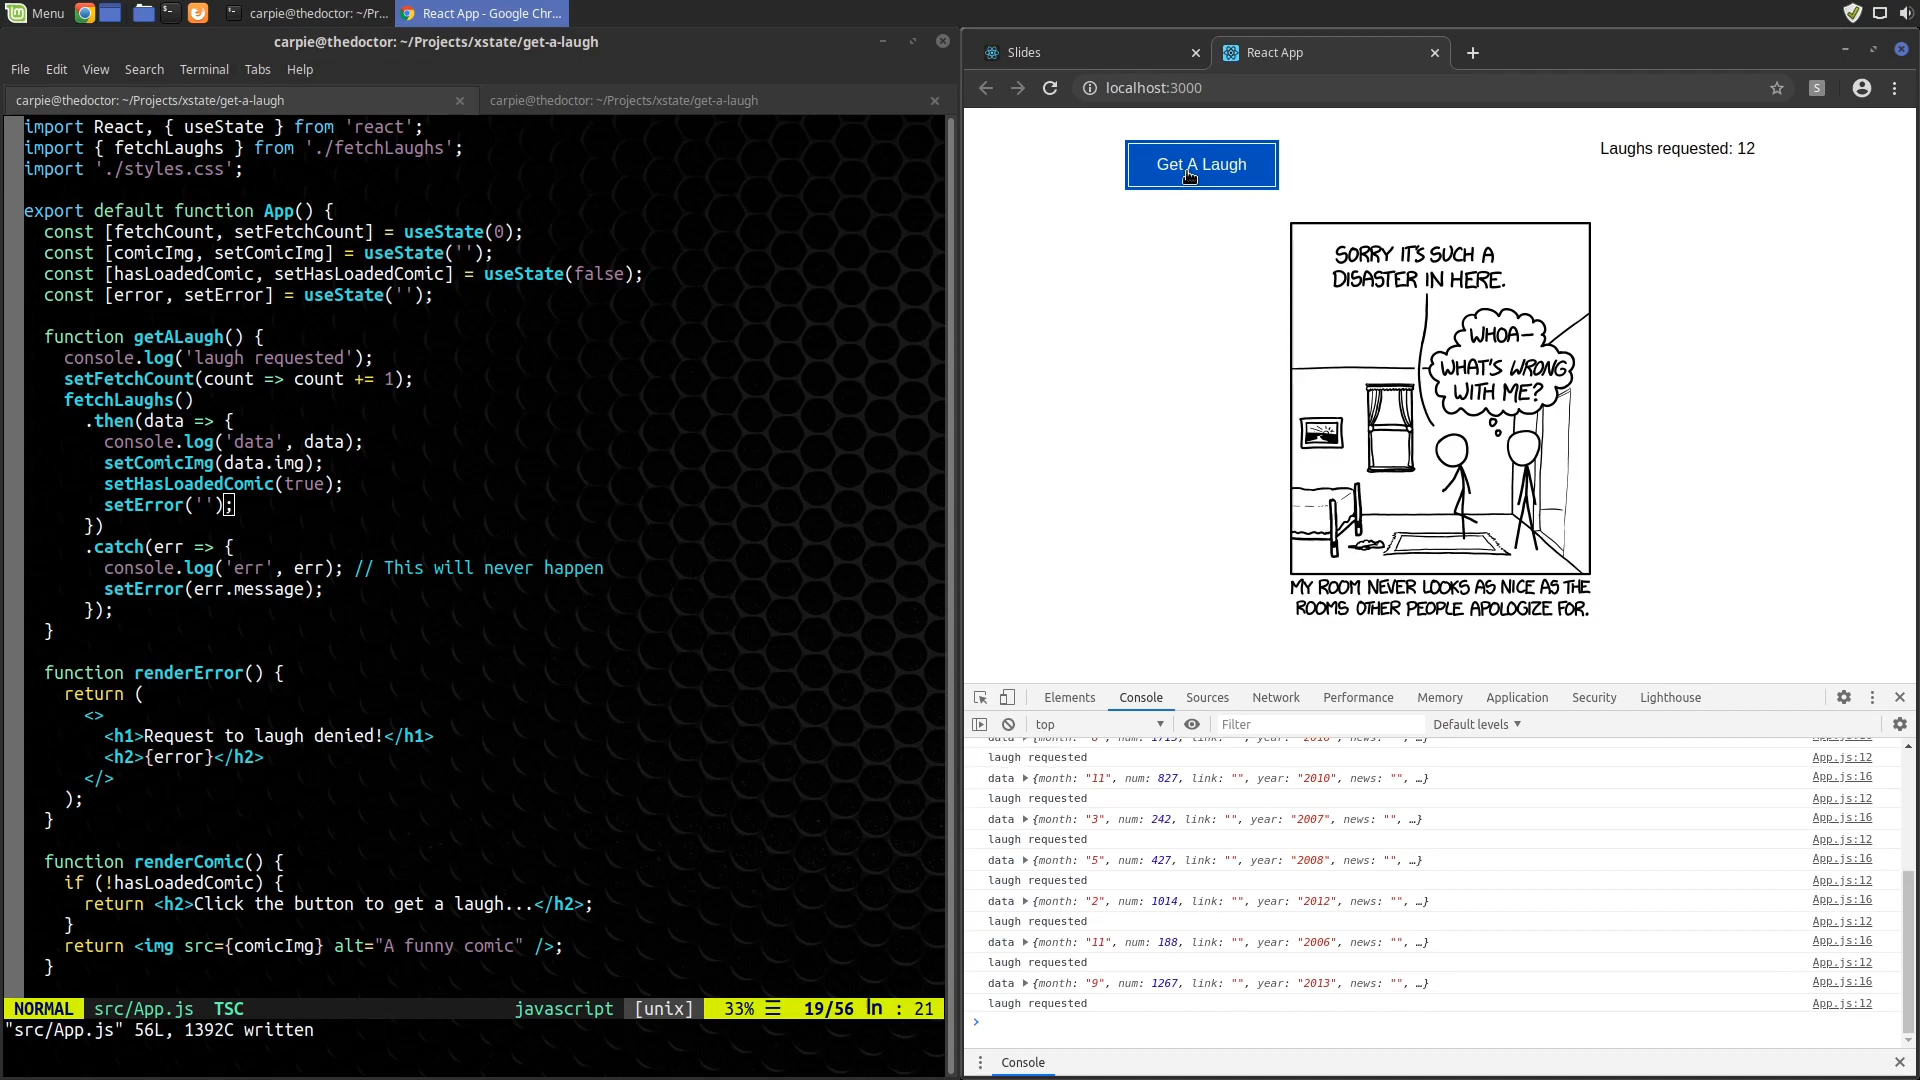 Menu
carpie@thedoctor: ~/Pr...
React App - Google Chr...
carpie@thedoctor: ~/Projects/xstate/get-a-laugh
File Edit View Search Terminal Tabs Help
carpie@thedoctor: ~/Projects/xstate/get-a-laugh
carpie@thedoctor: ~/Projects/xstate/get-a-laugh
import React, { useState } from 'react';
import { fetchLaughs } from './fetchLaughs';
import './styles.css';
export default function App() {
const [fetchCount, setFetchCount] = useState(0);
const [comicImg, setComicImg] = useState('');
const [hasLoadedComic, setHasLoadedComic] = useState(false);
const [error, setError] = useState('');
function getALaugh() {
console.log('laugh requested');
setFetchCount(count => count += 1);
fetchLaughs()
.then(data => {
console.log('data', data);
setComicImg(data.img);
setHasLoadedComic(true);
setError('');
})
.catch(err => {
console.log('err', err); // This will never happen
setError(err.message);
});
}
function renderError() {
return (
<>
<h1>Request to laugh denied!</h1>
<h2>{error}</h2>
</>
);
}
function renderComic() {
if (!hasLoadedComic) {
return <h2>Click the button to get a laugh...</h2>;
}
return <img src={comicImg} alt="A funny comic" />;
}
NORMAL src/App.js TSC javascript [unix] 33% ☰ 19/56 ln : 21
"src/App.js" 56L, 1392C written
Slides
React App
localhost:3000
S
Get A Laugh
Laughs requested: 12
SORRY IT'S SUCH A
DISASTER IN HERE.
WHOA—
WHAT'S WRONG
WITH ME?
MY ROOM NEVER LOOKS AS NICE AS THE
ROOMS OTHER PEOPLE APOLOGIZE FOR.
Elements Console Sources Network Performance Memory Application Security Lighthouse
top Filter Default levels
laugh requested App.js:12
data {month: "11", num: 827, link: "", year: "2010", news: "", …} App.js:16
laugh requested App.js:12
data {month: "3", num: 242, link: "", year: "2007", news: "", …} App.js:16
laugh requested App.js:12
data {month: "5", num: 427, link: "", year: "2008", news: "", …} App.js:16
laugh requested App.js:12
data {month: "2", num: 1014, link: "", year: "2012", news: "", …} App.js:16
laugh requested App.js:12
data {month: "11", num: 188, link: "", year: "2006", news: "", …} App.js:16
laugh requested App.js:12
data {month: "9", num: 1267, link: "", year: "2013", news: "", …} App.js:16
laugh requested App.js:12
Console